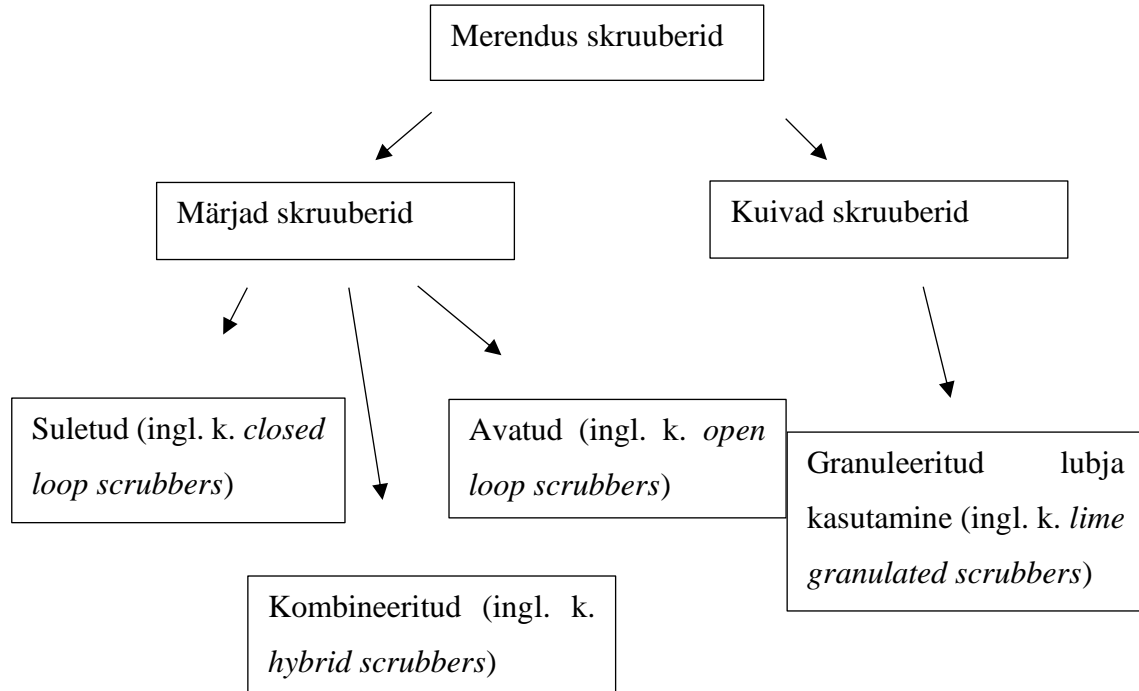 Merendus skruuberid
Märjad skruuberid
Kuivad skruuberid
Suletud (ingl. k. closed
loop scrubbers)
Avatud (ingl. k. open
loop scrubbers)
Granuleeritud lubja
kasutamine (ingl. k. lime
granulated scrubbers)
Kombineeritud (ingl. k.
hybrid scrubbers)